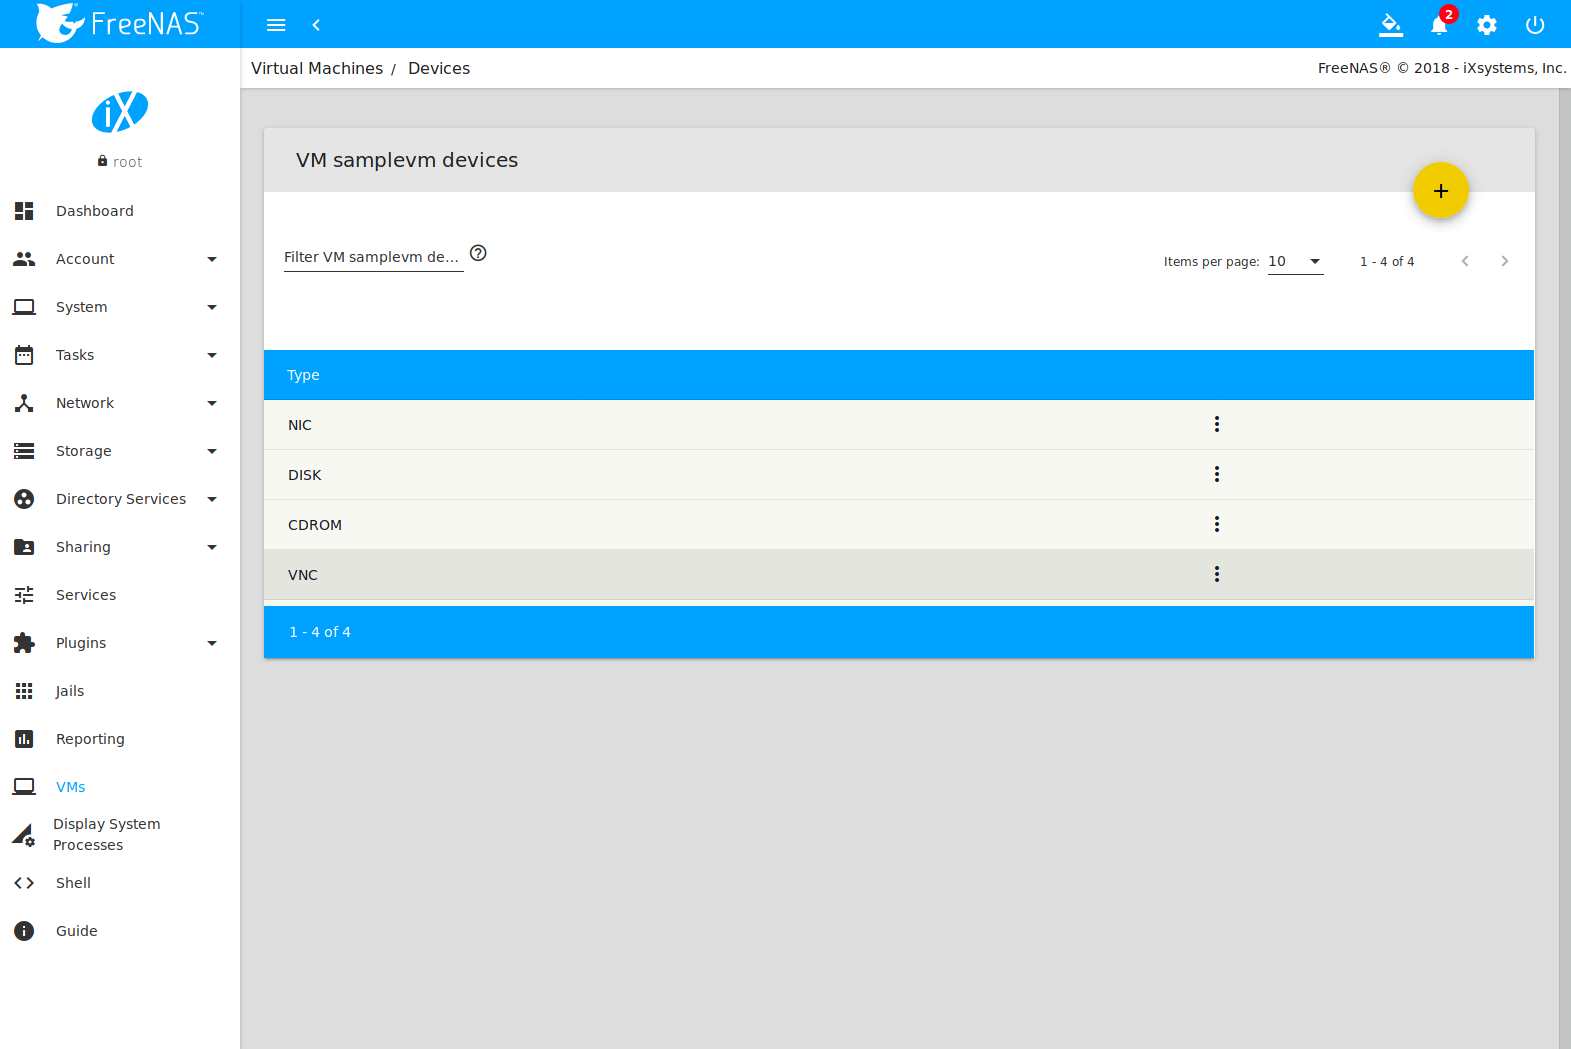 FreeNAS™
2
Virtual Machines / Devices
FreeNAS® © 2018 - iXsystems, Inc.
iX
root
Dashboard
Account
System
Tasks
Network
Storage
Directory Services
Sharing
Services
Plugins
Jails
Reporting
VMs
Display System
Processes
Shell
Guide
VM samplevm devices
+
Filter VM samplevm de...
Items per page: 10
1 - 4 of 4
Type
NIC
DISK
CDROM
VNC
1 - 4 of 4